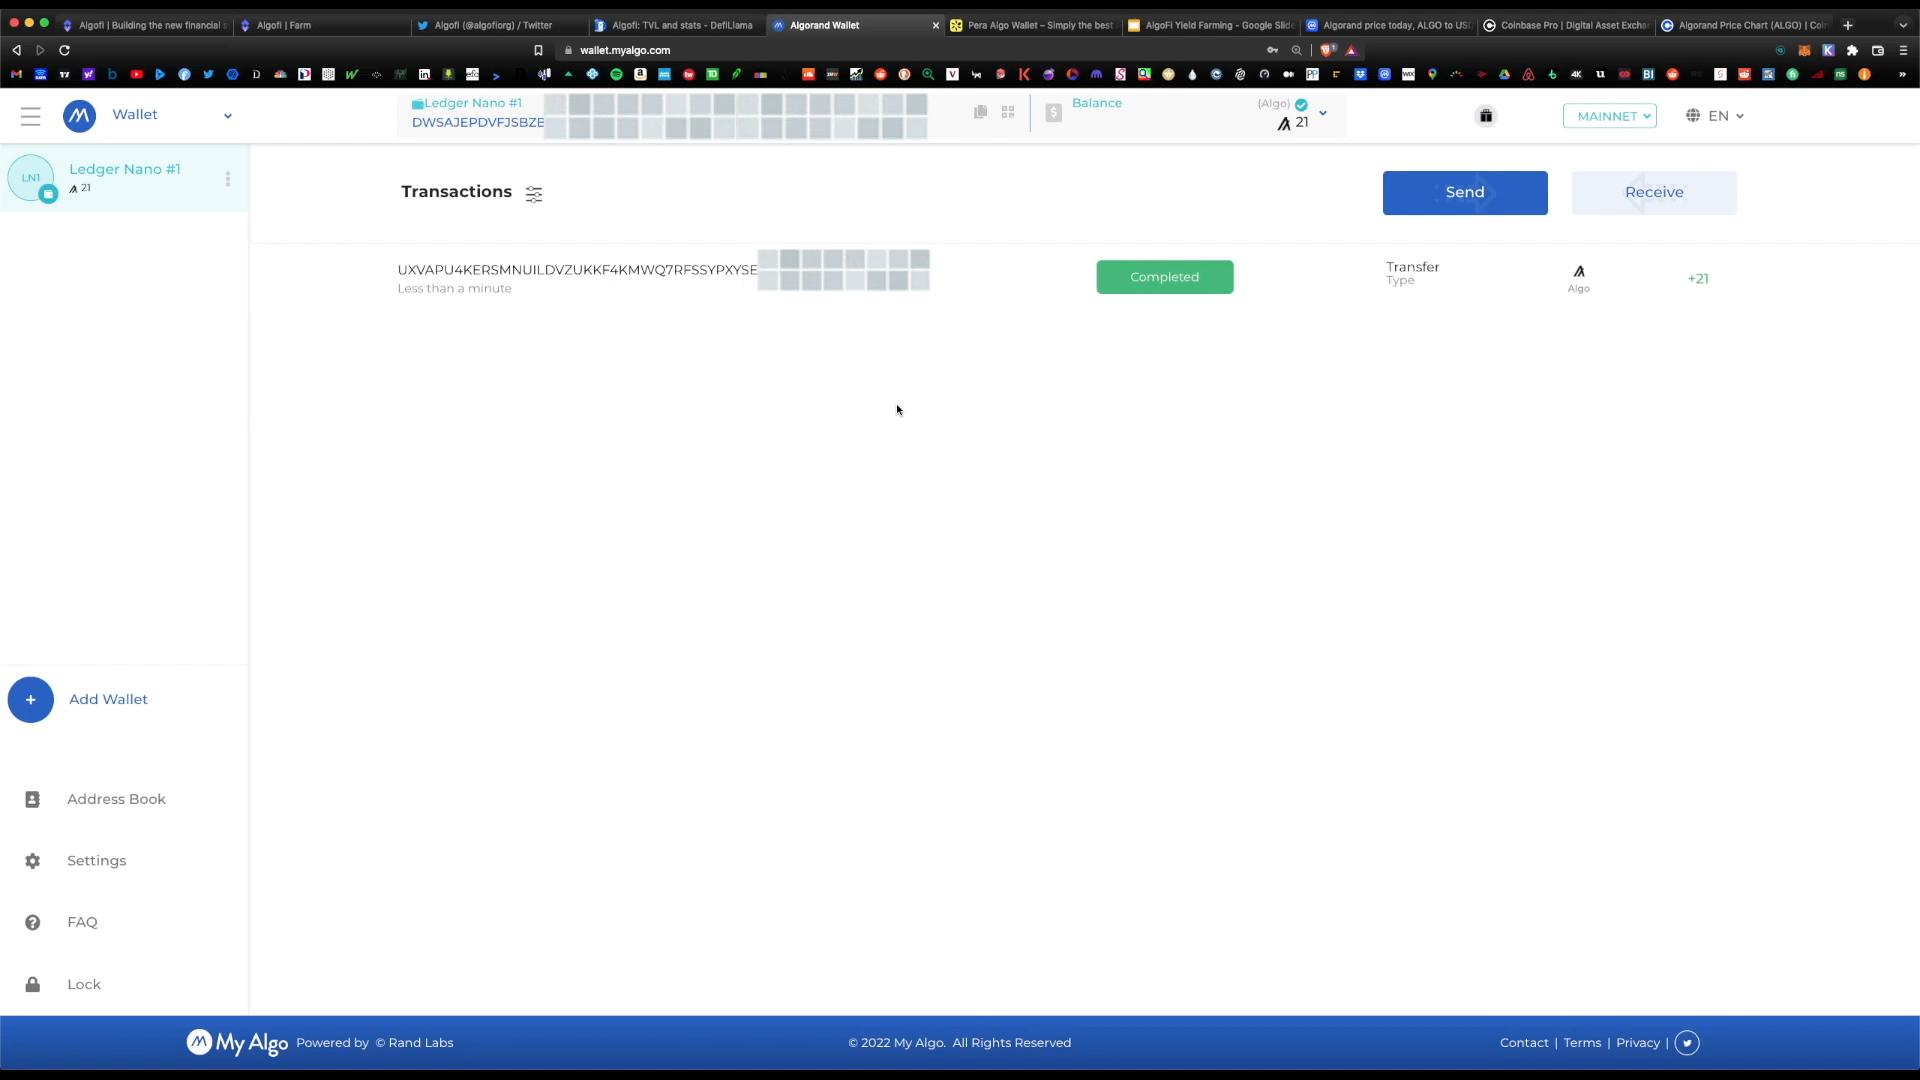 Algofi | Building the new financial s
Algofi | Farm
Algofi (@algofiorg) / Twitter
Algofi: TVL and stats - DefiLlama
Algorand Wallet
Pera Algo Wallet – Simply the best
AlgoFi Yield Farming - Google Slide
Algorand price today, ALGO to USD
Coinbase Pro | Digital Asset Exchan
Algorand Price Chart (ALGO) | Coin
wallet.myalgo.com
Wallet
Ledger Nano #1
DWSAJEPDVFJSBZE
Balance
(Algo)
21
MAINNET
EN
LN1
Ledger Nano #1
21
Transactions
Send
Receive
UXVAPU4KERSMNUILDVZUKKF4KMWQ7RFSSYPXYSE
Less than a minute
Completed
Transfer
Type
Algo
+21
Add Wallet
Address Book
Settings
FAQ
Lock
My Algo Powered by © Rand Labs
© 2022 My Algo. All Rights Reserved
Contact | Terms | Privacy |